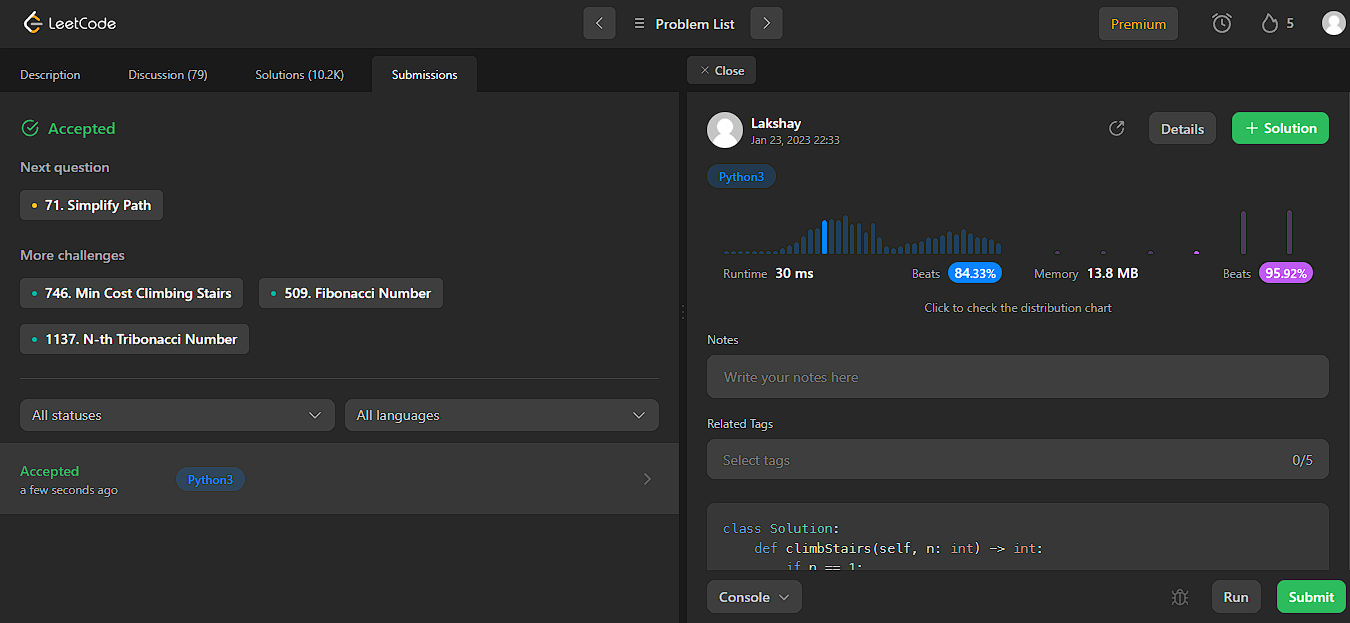 LeetCode
Problem List
Premium
5
Description
Discussion (79)
Solutions (10.2K)
Submissions
Accepted
Next question
71. Simplify Path
More challenges
746. Min Cost Climbing Stairs
509. Fibonacci Number
1137. N-th Tribonacci Number
All statuses
All languages
Accepted
a few seconds ago
Python3
Close
Lakshay
Jan 23, 2023 22:33
Details
+ Solution
Python3
Runtime 30 ms
Beats 84.33%
Memory 13.8 MB
Beats 95.92%
Click to check the distribution chart
Notes
Write your notes here
Related Tags
Select tags
0/5
class Solution:
    def climbStairs(self, n: int) -> int:
        if n == 1:
Console
Run
Submit